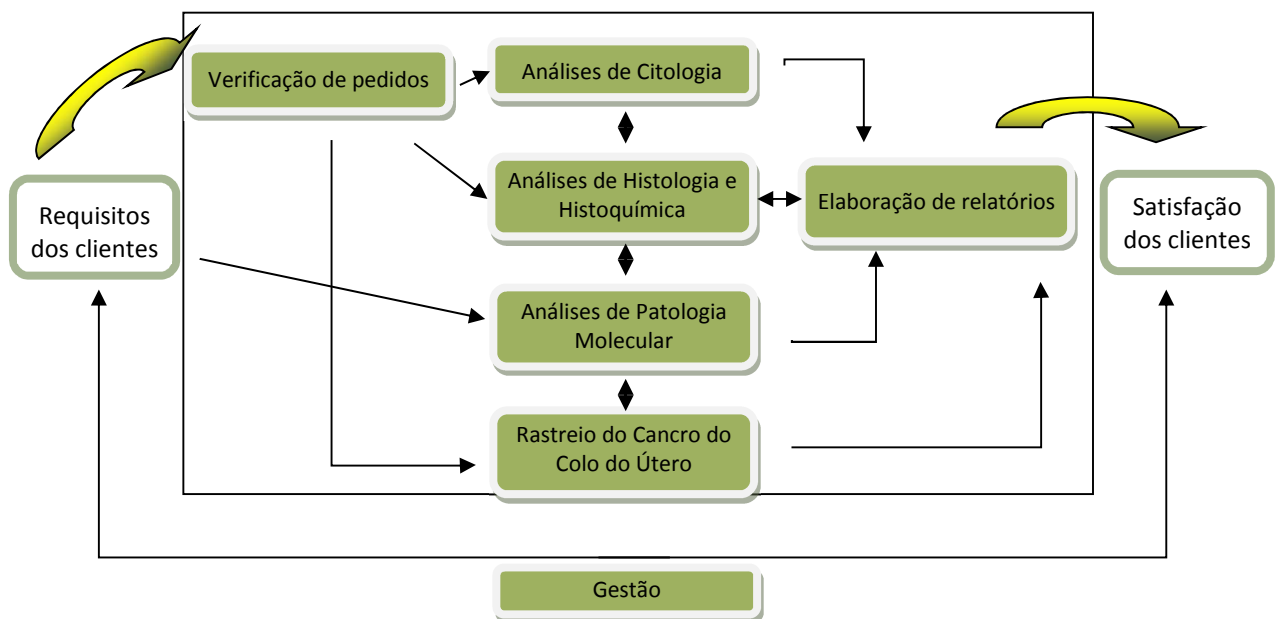 Verificação de pedidos
Análises de Citologia
Análises de Histologia e
Histoquímica
Elaboração de relatórios
Requisitos
dos clientes
Satisfação
dos clientes
Análises de Patologia
Molecular
Rastreio do Cancro do
Colo do Útero
Gestão